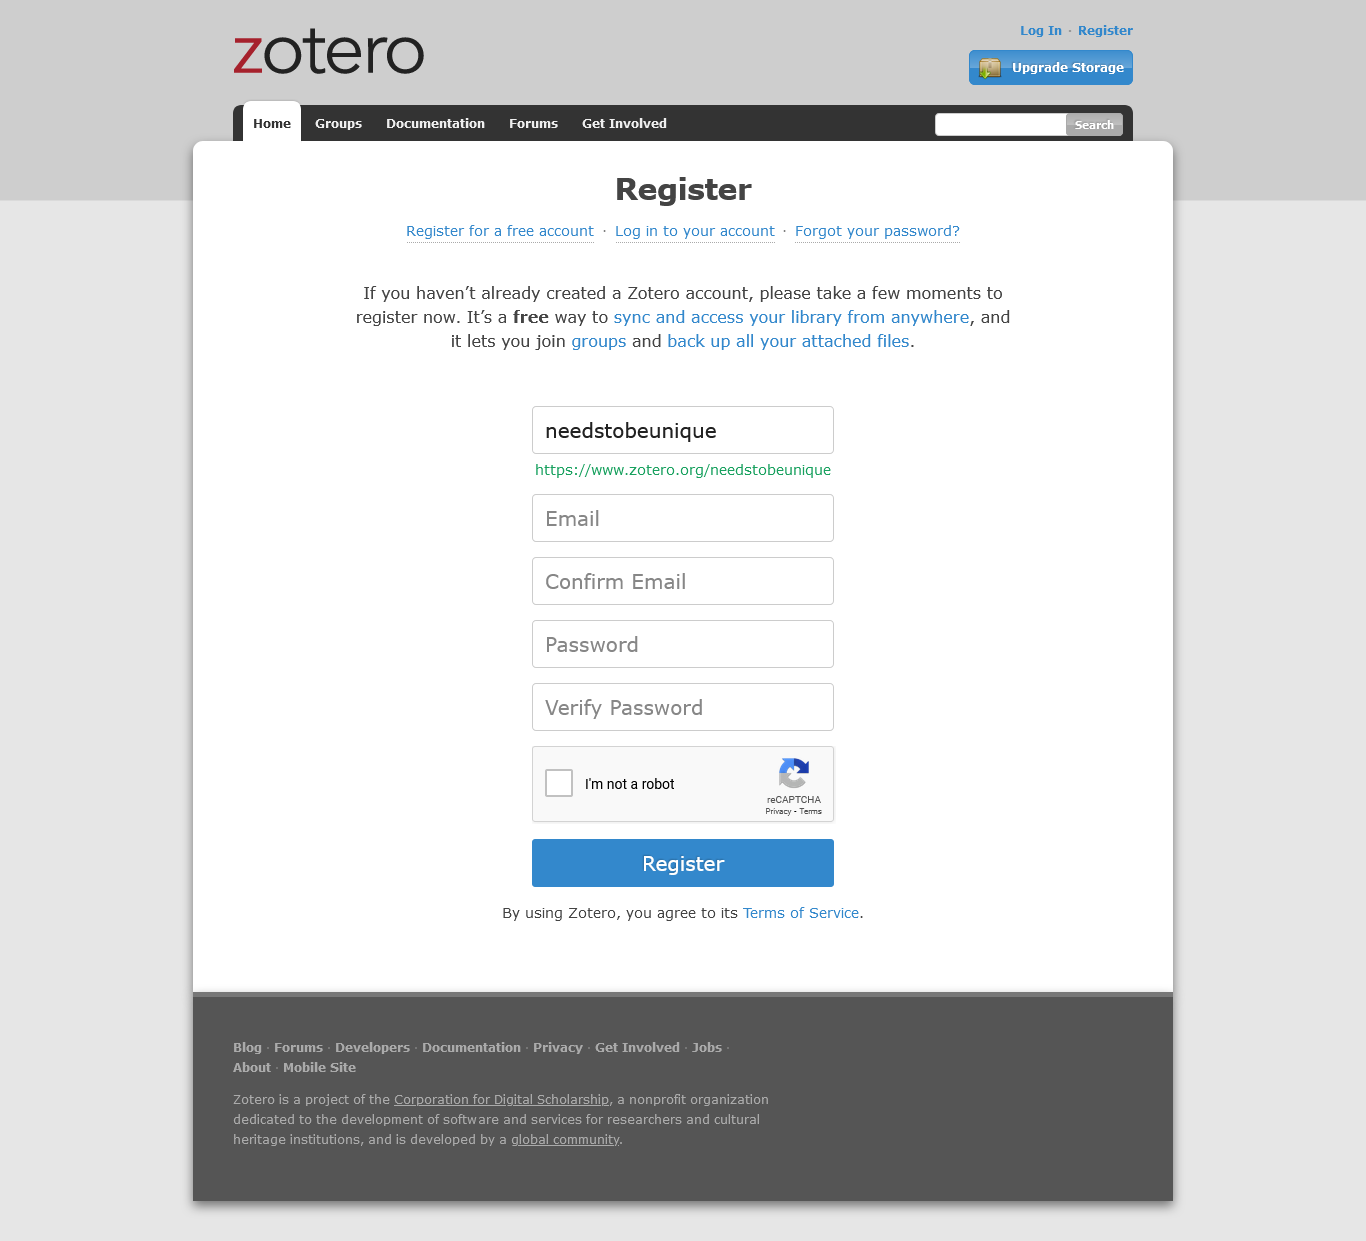 zotero
Log In · Register
Upgrade Storage
Home Groups Documentation Forums Get Involved Search
Register
Register for a free account · Log in to your account · Forgot your password?
If you haven’t already created a Zotero account, please take a few moments to
register now. It’s a free way to sync and access your library from anywhere, and
it lets you join groups and back up all your attached files.
needstobeunique
https://www.zotero.org/needstobeunique
Email
Confirm Email
Password
Verify Password
I'm not a robot
reCAPTCHA
Privacy - Terms
Register
By using Zotero, you agree to its Terms of Service.
Blog · Forums · Developers · Documentation · Privacy · Get Involved · Jobs ·
About · Mobile Site
Zotero is a project of the Corporation for Digital Scholarship, a nonprofit organization
dedicated to the development of software and services for researchers and cultural
heritage institutions, and is developed by a global community.